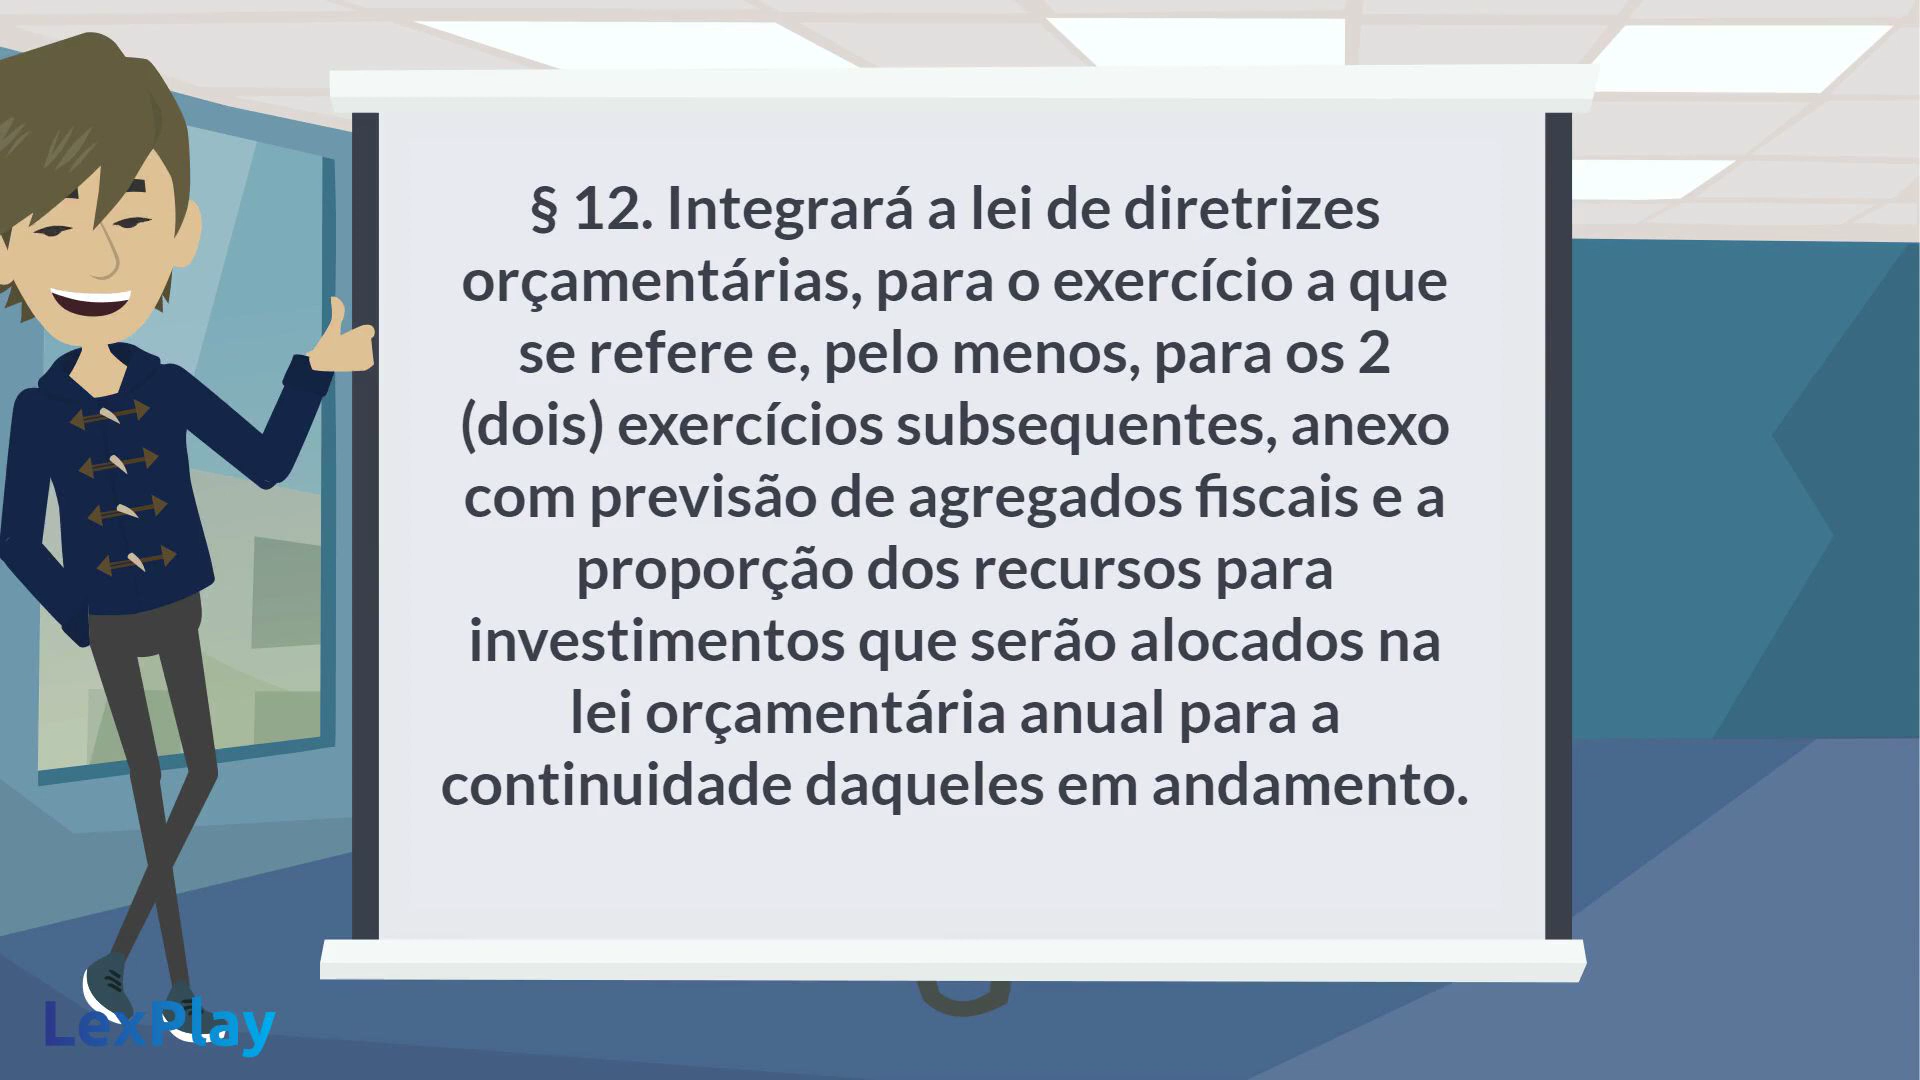 § 12. Integrará a lei de diretrizes
orçamentárias, para o exercício a que
se refere e, pelo menos, para os 2
(dois) exercícios subsequentes, anexo
com previsão de agregados fiscais e a
proporção dos recursos para
investimentos que serão alocados na
lei orçamentária anual para a
continuidade daqueles em andamento.
LexPlay